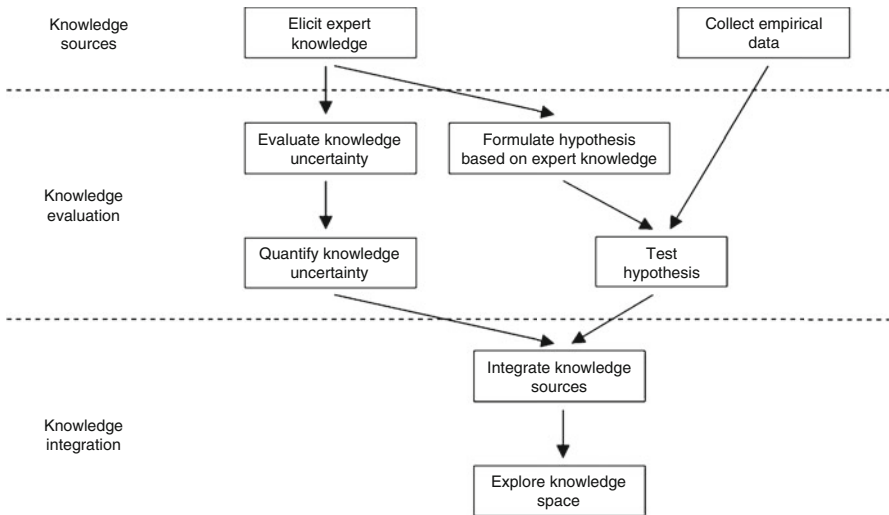 Knowledge
sources
Elicit expert
knowledge
Collect empirical
data
Evaluate knowledge
uncertainty
Formulate hypothesis
based on expert knowledge
Knowledge
evaluation
Quantify knowledge
uncertainty
Test
hypothesis
Integrate knowledge
sources
Knowledge
integration
Explore knowledge
space